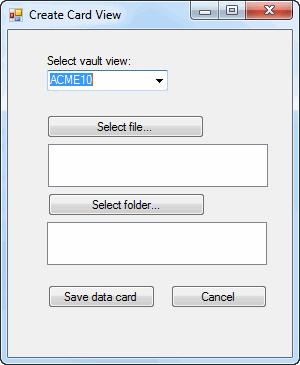 Create Card View
Select vault view:
ACME10
Select file...
Select folder...
Save data card
Cancel